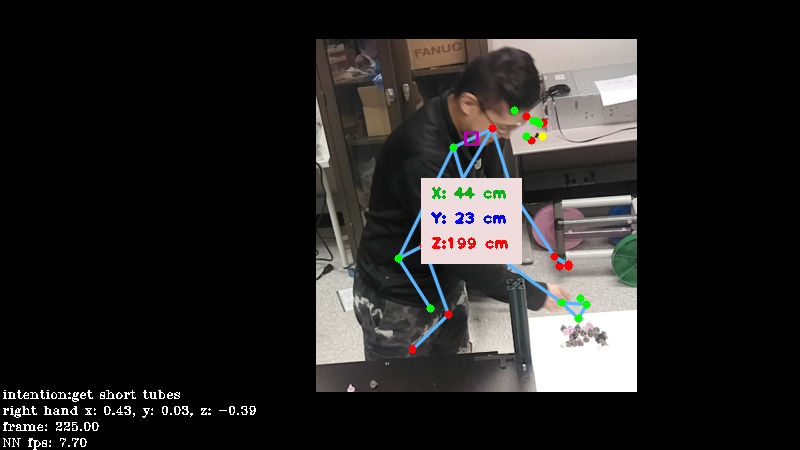 FANUC
X: 44 cm
Y: 23 cm
Z:199 cm
intention:get short tubes
right hand x: 0.43, y: 0.03, z: -0.39
frame: 225.00
NN fps: 7.70